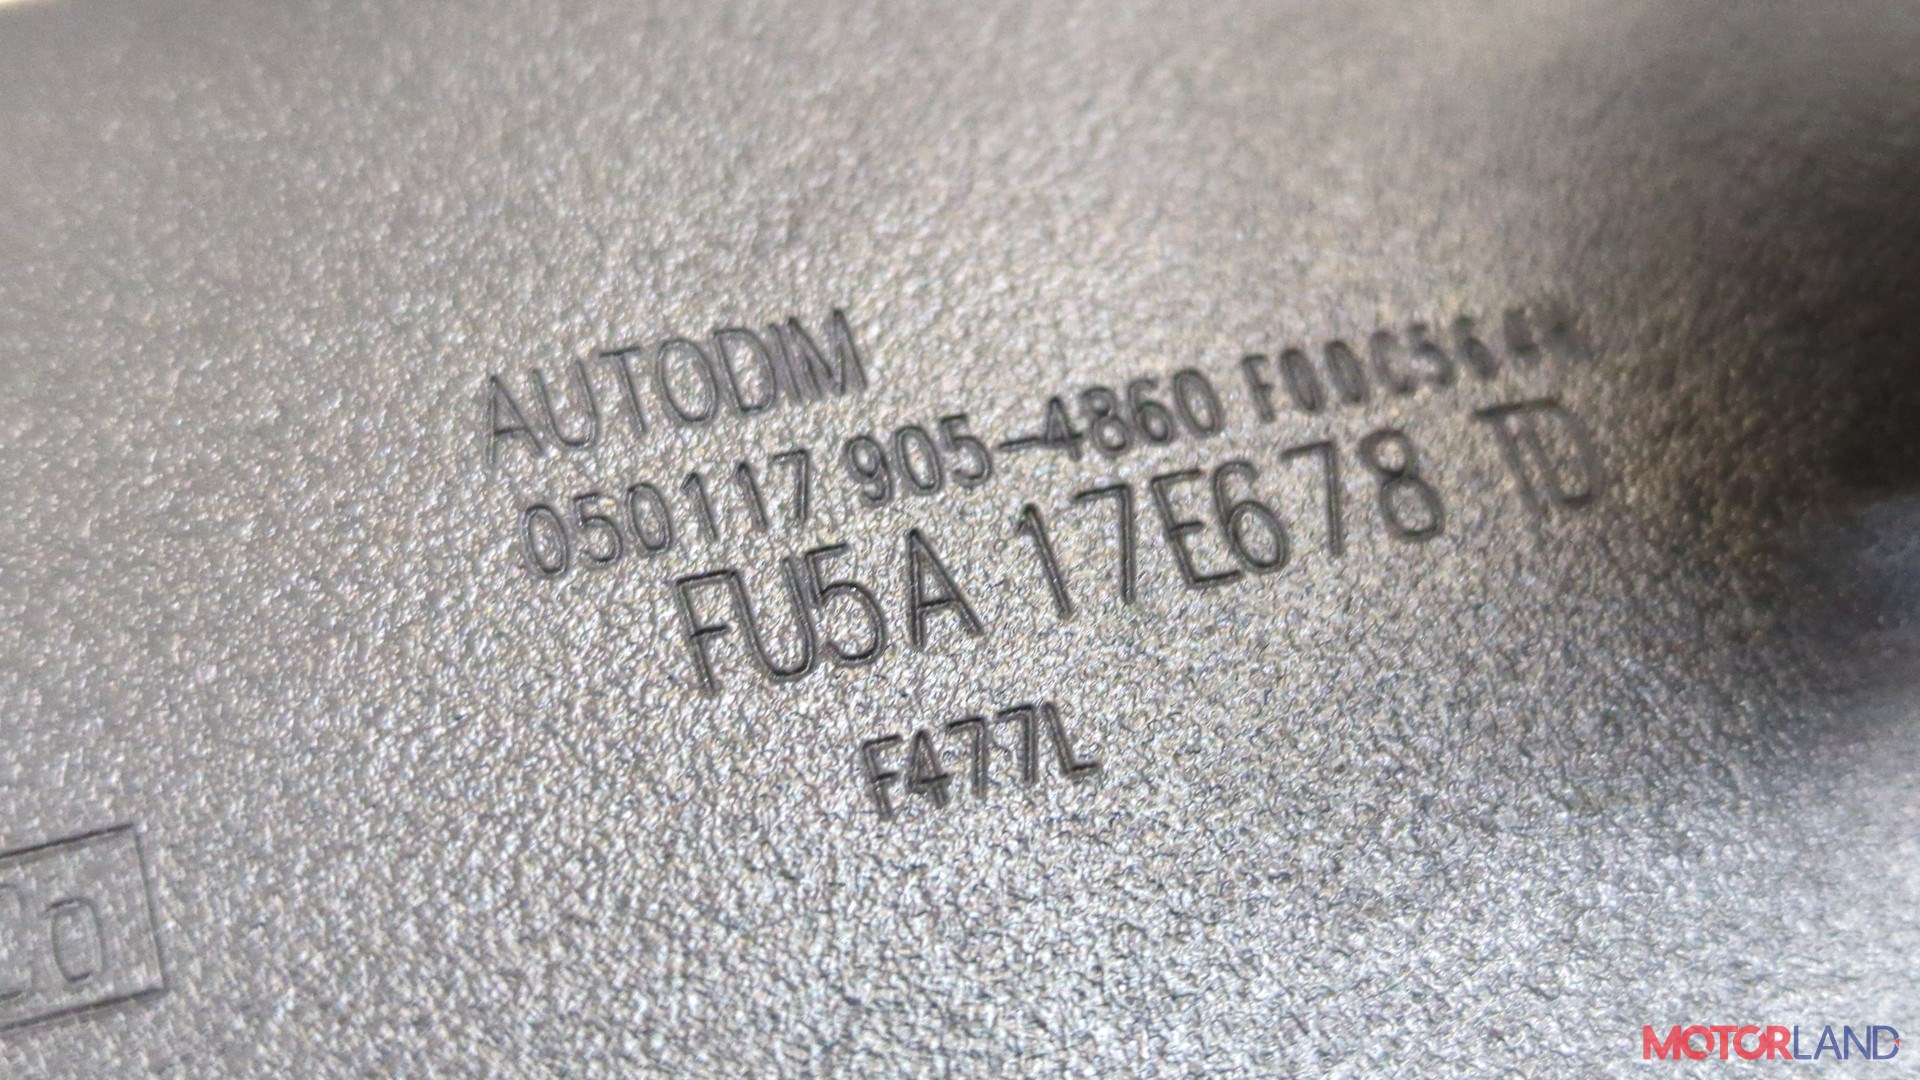 AUTODIM
050117 905-4860
FU5A 17E678 TD
F477L
MOTORLAND